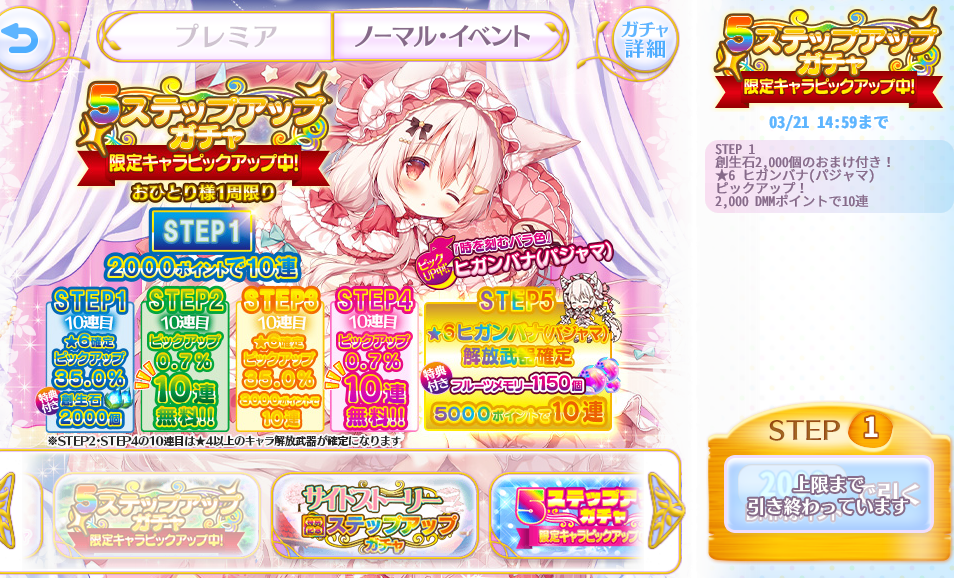 プレミア
ノーマル・イベント
ガチャ
詳細
5ステップアップ
ガチャ
限定キャラピックアップ中!
おひとり様1周限り
STEP1
2000ポイントで10連
ピック
UP中!
「時を刻むバラ色」
ヒガンバナ(パジャマ)
STEP1
10連目
★6確定
ピックアップ
35.0%
特典
付き
創生石
2000個
STEP2
10連目
ピックアップ
0.7%
10連
無料!!
STEP3
10連目
★6確定
ピックアップ
35.0%
3000ポイントで
10連
STEP4
10連目
ピックアップ
0.7%
10連
無料!!
STEP5
★6ヒガンバナ(パジャマ)
解放武器確定
特典
付き
フルーツメモリー1150個
5000ポイントで10連
※STEP2・STEP4の10連目は★4以上のキャラ解放武器が確定になります
5ステップアップ
ガチャ
限定キャラピックアップ中!
サイトストーリー
ステップアップ
ガチャ
5ステップア
ガチャ
限定キャラピックアップ
5ステップアップ
ガチャ
限定キャラピックアップ中!
03/21 14:59まで
STEP 1
創生石2,000個のおまけ付き!
★6 ヒガンバナ(パジャマ)
ピックアップ!
2,000 DMMポイントで10連
STEP 1
上限まで
引き終わっています